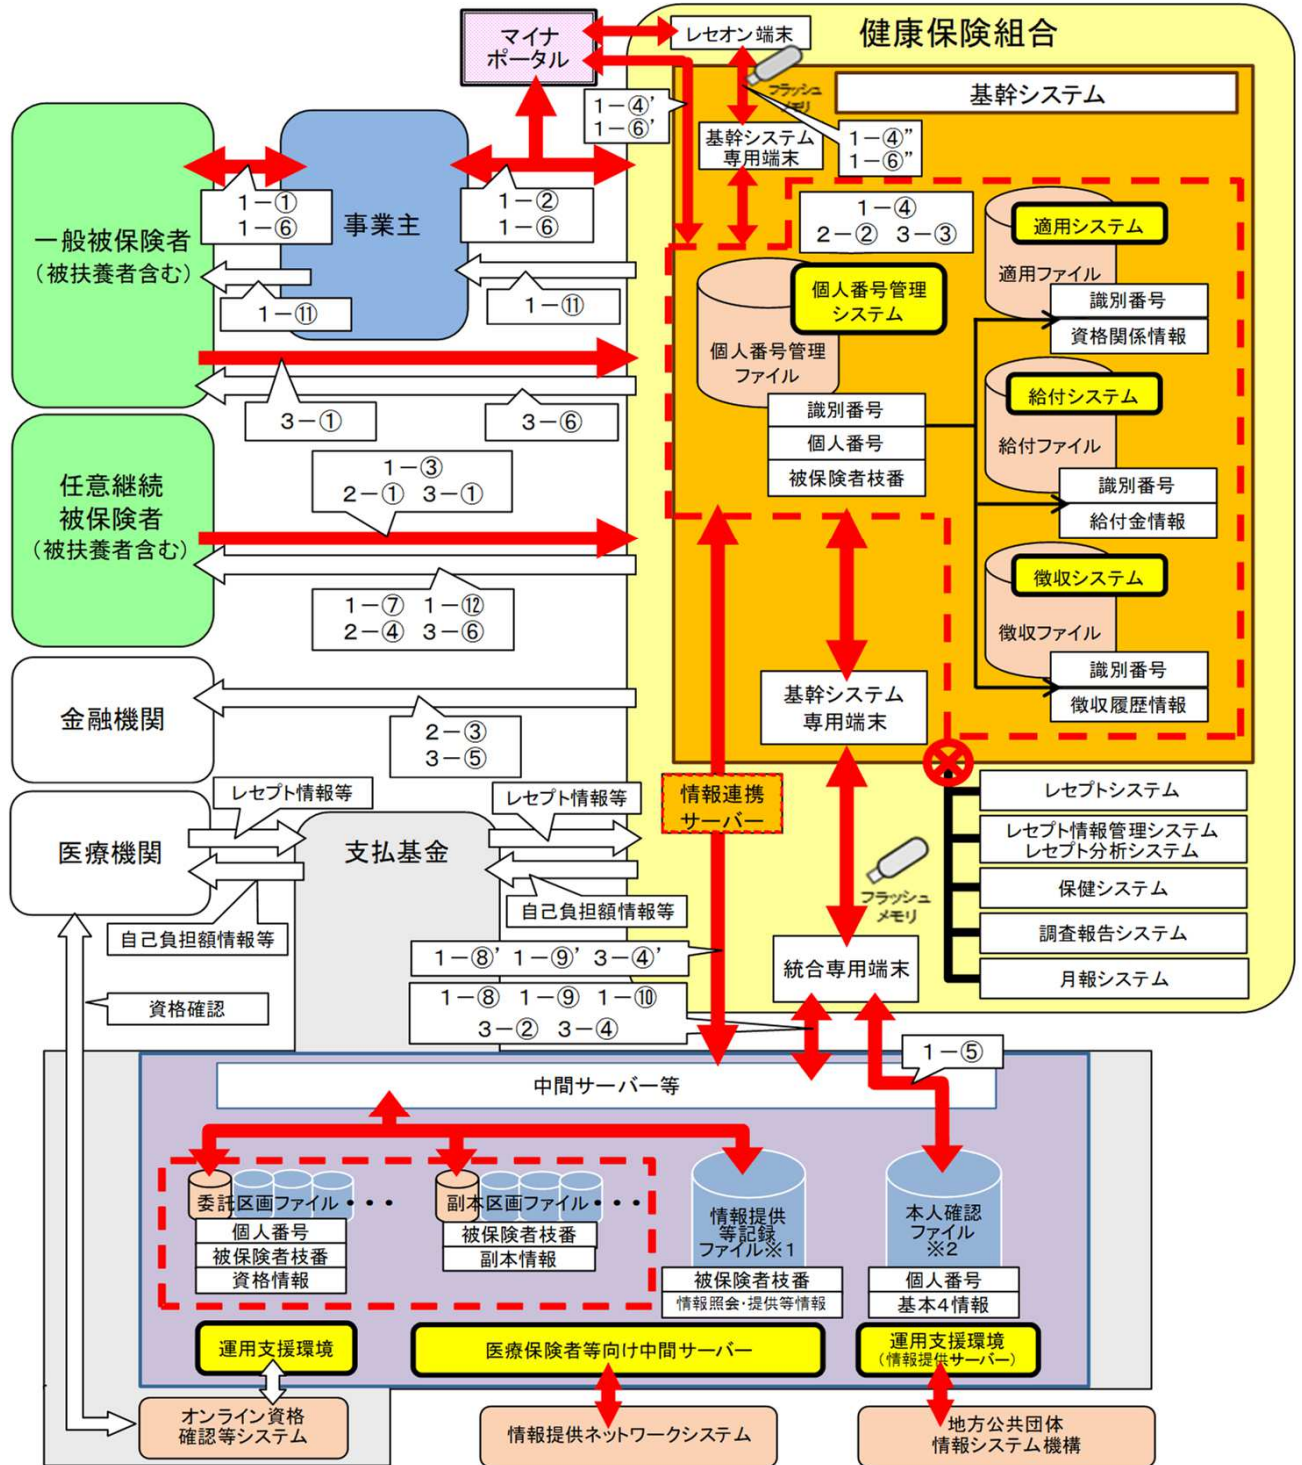 マイナ
ポータル
レセオン端末
健康保険組合
フラッシュ
メモリ
基幹システム
1－④’
1－⑥’
基幹システム
専用端末
1－④”
1－⑥”
一般被保険者
（被扶養者含む）
1－①
1－⑥
事業主
1－②
1－⑥
1－④
2－② 3－③
適用システム
適用ファイル
識別番号
資格関係情報
個人番号管理
システム
個人番号管理
ファイル
識別番号
個人番号
被保険者枝番
1－⑪
1－⑪
給付システム
給付ファイル
識別番号
給付金情報
3－①
3－⑥
任意継続
被保険者
（被扶養者含む）
1－③
2－① 3－①
1－⑦ 1－⑫
2－④ 3－⑥
徴収システム
徴収ファイル
識別番号
徴収履歴情報
金融機関
2－③
3－⑤
基幹システム
専用端末
医療機関
レセプト情報等
支払基金
レセプト情報等
自己負担額情報等
自己負担額情報等
資格確認
情報連携
サーバー
フラッシュ
メモリ
レセプトシステム
レセプト情報管理システム
レセプト分析システム
保健システム
調査報告システム
月報システム
統合専用端末
1－⑧’ 1－⑨’ 3－④’
1－⑧ 1－⑨ 1－⑩
3－② 3－④
1－⑤
中間サーバー等
委託区画ファイル・・・
個人番号
被保険者枝番
資格情報
副本区画ファイル・・・
被保険者枝番
副本情報
情報提供
等記録
ファイル※1
被保険者枝番
情報照会・提供等情報
本人確認
ファイル
※2
個人番号
基本4情報
運用支援環境
医療保険者等向け中間サーバー
運用支援環境
（情報提供サーバー）
オンライン資格
確認等システム
情報提供ネットワークシステム
地方公共団体
情報システム機構